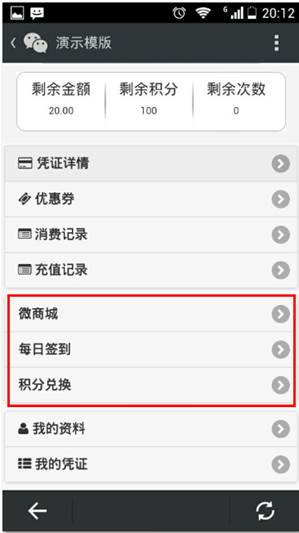 G 20:12
演示模版
剩余金额 剩余积分 剩余次数
20.00 100 0
凭证详情
优惠券
消费记录
充值记录
微商城
每日签到
积分兑换
我的资料
我的凭证